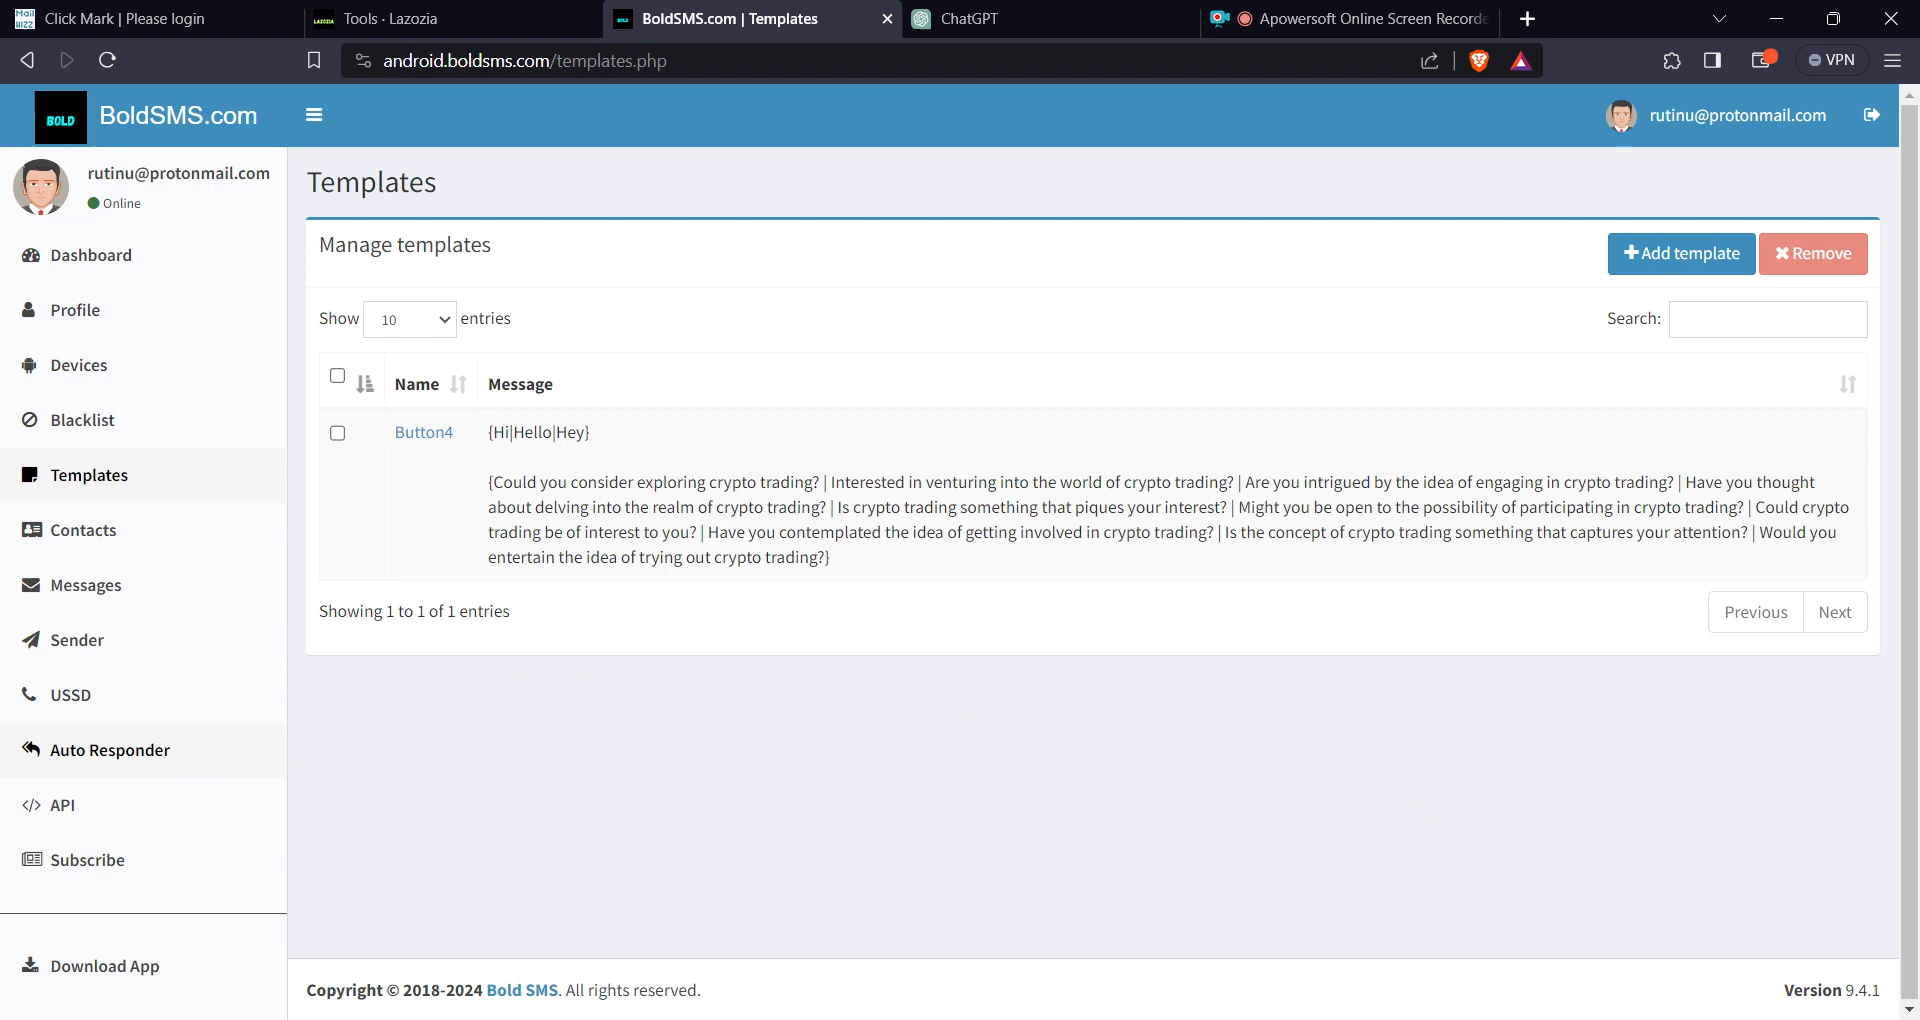 Click Mark | Please login
Tools · Lazozia
BoldSMS.com | Templates
ChatGPT
Apowersoft Online Screen Recorde
android.boldsms.com/templates.php
VPN
BOLD
BoldSMS.com
rutinu@protonmail.com
rutinu@protonmail.com
Online
Dashboard
Profile
Devices
Blacklist
Templates
Contacts
Messages
Sender
USSD
Auto Responder
API
Subscribe
Download App
Templates
Manage templates
Add template
Remove
Show 10 entries
Search:
Name Message
Button4 {Hi|Hello|Hey}
{Could you consider exploring crypto trading? | Interested in venturing into the world of crypto trading? | Are you intrigued by the idea of engaging in crypto trading? | Have you thought
about delving into the realm of crypto trading? | Is crypto trading something that piques your interest? | Might you be open to the possibility of participating in crypto trading? | Could crypto
trading be of interest to you? | Have you contemplated the idea of getting involved in crypto trading? | Is the concept of crypto trading something that captures your attention? | Would you
entertain the idea of trying out crypto trading?}
Showing 1 to 1 of 1 entries
Previous Next
Copyright © 2018-2024 Bold SMS. All rights reserved.
Version 9.4.1